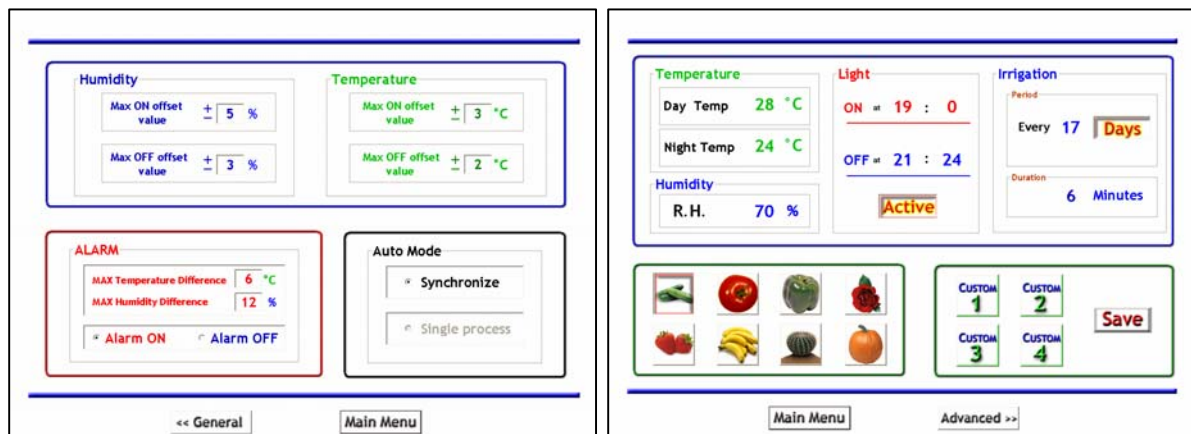 Humidity
Max ON offset value ± 5 %
Max OFF offset value ± 3 %
Temperature
Max ON offset value ± 3 °C
Max OFF offset value ± 2 °C
ALARM
MAX Temperature Difference 6 °C
MAX Humidity Difference 12 %
Alarm ON Alarm OFF
Auto Mode
Synchronize
Single process
<< General Main Menu
Temperature
Day Temp 28 °C
Night Temp 24 °C
Humidity
R.H. 70 %
Light
ON at 19 : 0
OFF at 21 : 24
Active
Irrigation
Period
Every 17 Days
Duration
6 Minutes
CUSTOM 1
CUSTOM 2
CUSTOM 3
CUSTOM 4
Save
Main Menu Advanced >>